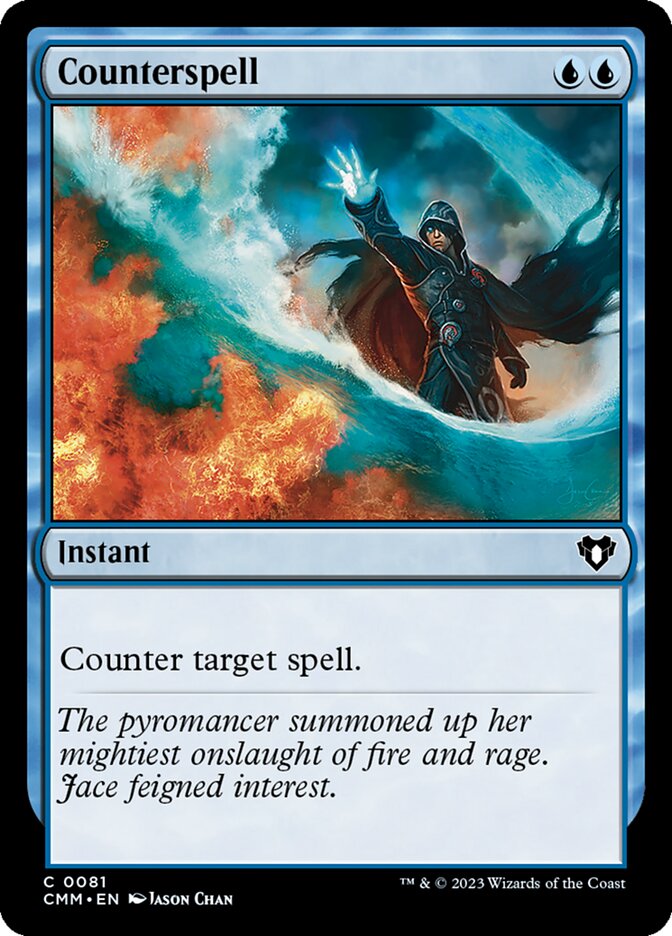 Counterspell
Instant
Counter target spell.
The pyromancer summoned up her
mightiest onslaught of fire and rage.
Jace feigned interest.
C 0081
CMM • EN Jason Chan
™ & © 2023 Wizards of the Coast